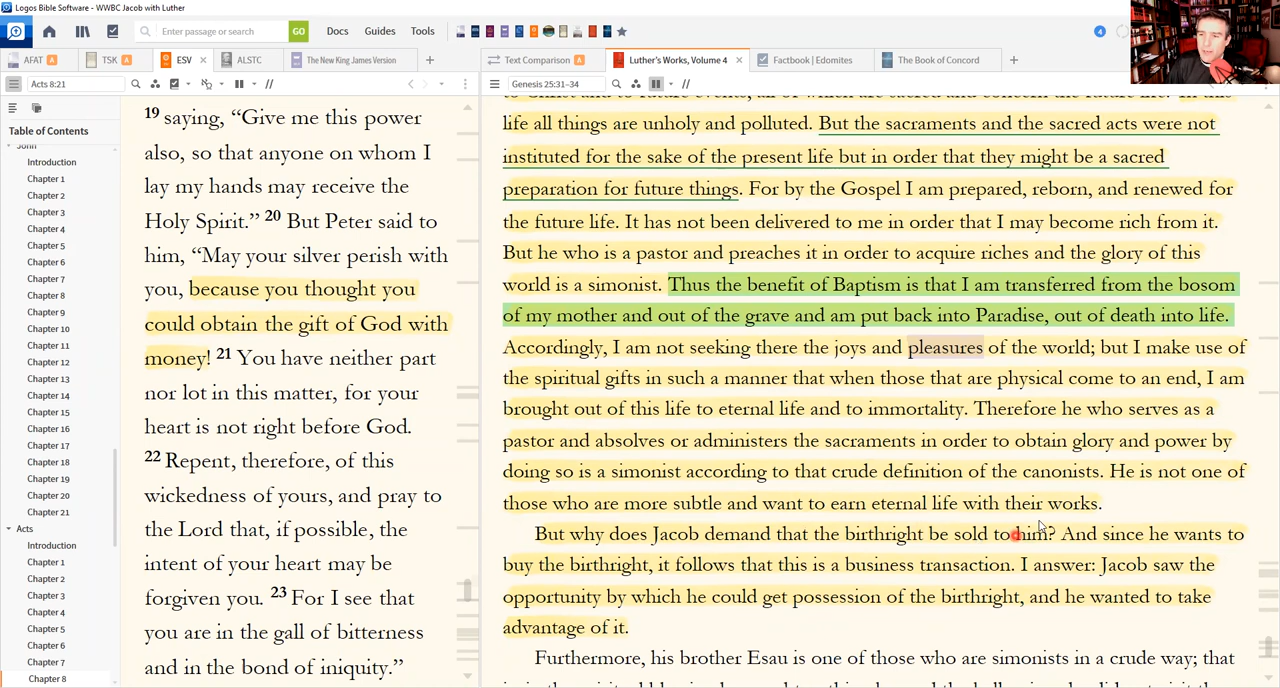 Logos Bible Software - WWBC Jacob with Luther
Enter passage or search
GO
Docs
Guides
Tools
4
AFAT A
TSK A
ESV
ALSTC
The New King James Version
Text Comparison A
Luther's Works, Volume 4
Factbook | Edomites
The Book of Concord
Acts 8:21
Genesis 25:31–34
Table of Contents
John
Introduction
Chapter 1
Chapter 2
Chapter 3
Chapter 4
Chapter 5
Chapter 6
Chapter 7
Chapter 8
Chapter 9
Chapter 10
Chapter 11
Chapter 12
Chapter 13
Chapter 14
Chapter 15
Chapter 16
Chapter 17
Chapter 18
Chapter 19
Chapter 20
Chapter 21
Acts
Introduction
Chapter 1
Chapter 2
Chapter 3
Chapter 4
Chapter 5
Chapter 6
Chapter 7
Chapter 8
19 saying, “Give me this power
also, so that anyone on whom I
lay my hands may receive the
Holy Spirit.” 20 But Peter said to
him, “May your silver perish with
you, because you thought you
could obtain the gift of God with
money! 21 You have neither part
nor lot in this matter, for your
heart is not right before God.
22 Repent, therefore, of this
wickedness of yours, and pray to
the Lord that, if possible, the
intent of your heart may be
forgiven you. 23 For I see that
you are in the gall of bitterness
and in the bond of iniquity.”
life all things are unholy and polluted. But the sacraments and the sacred acts were not
instituted for the sake of the present life but in order that they might be a sacred
preparation for future things. For by the Gospel I am prepared, reborn, and renewed for
the future life. It has not been delivered to me in order that I may become rich from it.
But he who is a pastor and preaches it in order to acquire riches and the glory of this
world is a simonist. Thus the benefit of Baptism is that I am transferred from the bosom
of my mother and out of the grave and am put back into Paradise, out of death into life.
Accordingly, I am not seeking there the joys and pleasures of the world; but I make use of
the spiritual gifts in such a manner that when those that are physical come to an end, I am
brought out of this life to eternal life and to immortality. Therefore he who serves as a
pastor and absolves or administers the sacraments in order to obtain glory and power by
doing so is a simonist according to that crude definition of the canonists. He is not one of
those who are more subtle and want to earn eternal life with their works.
But why does Jacob demand that the birthright be sold to him? And since he wants to
buy the birthright, it follows that this is a business transaction. I answer: Jacob saw the
opportunity by which he could get possession of the birthright, and he wanted to take
advantage of it.
Furthermore, his brother Esau is one of those who are simonists in a crude way; that